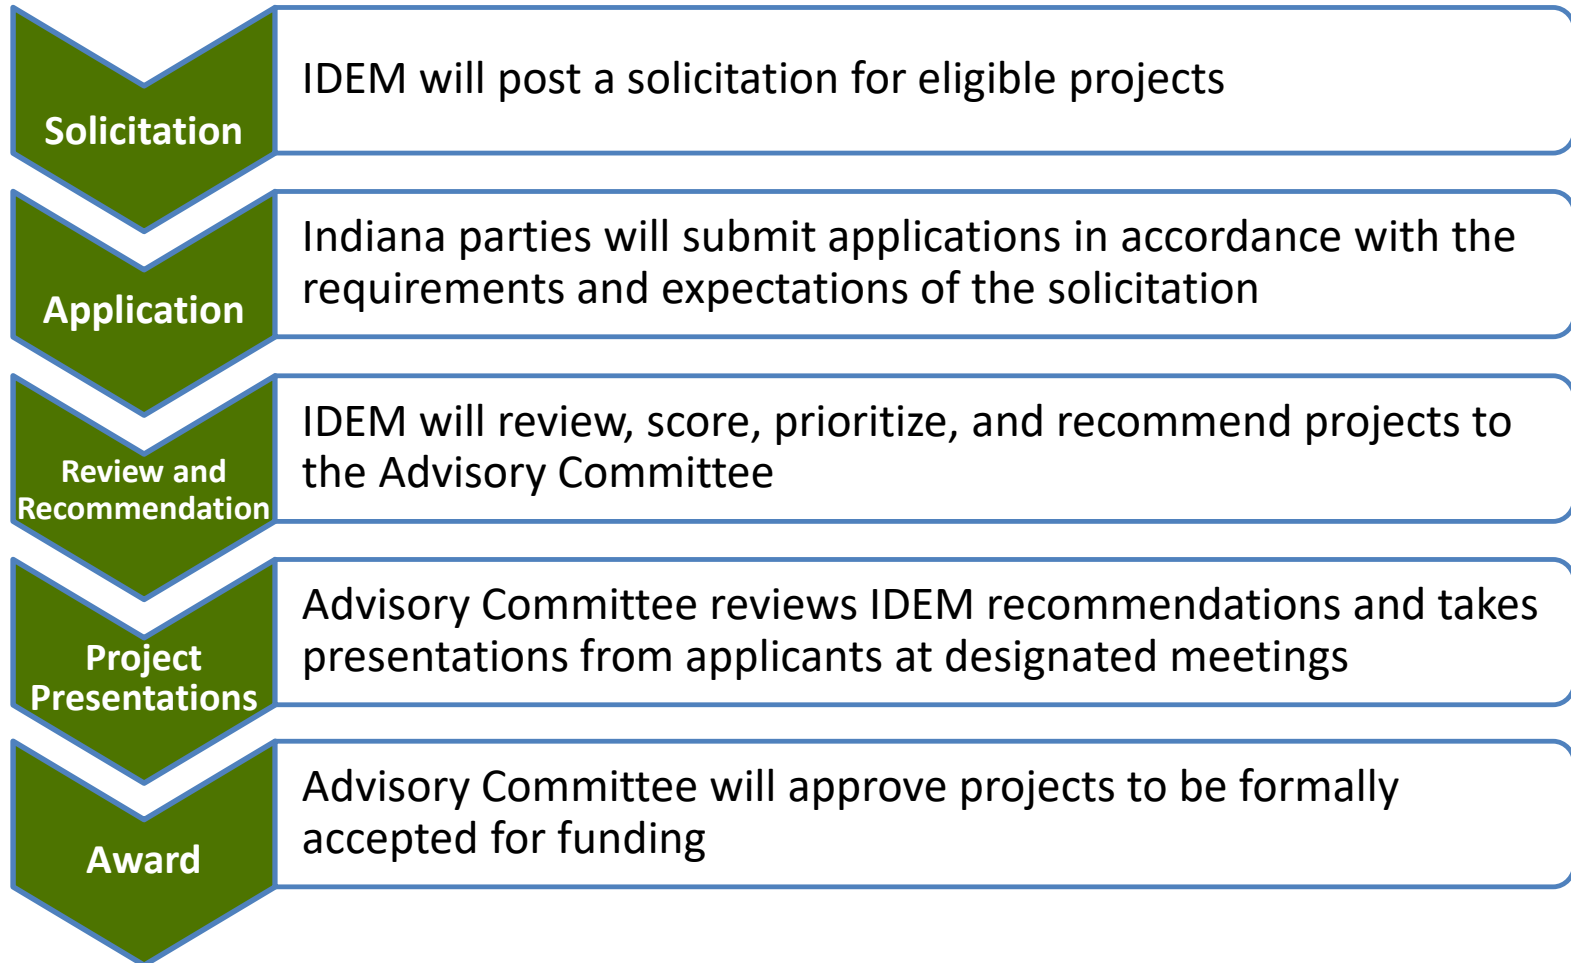 Solicitation
IDEM will post a solicitation for eligible projects
Application
Indiana parties will submit applications in accordance with the
requirements and expectations of the solicitation
Review and
Recommendation
IDEM will review, score, prioritize, and recommend projects to
the Advisory Committee
Project
Presentations
Advisory Committee reviews IDEM recommendations and takes
presentations from applicants at designated meetings
Award
Advisory Committee will approve projects to be formally
accepted for funding